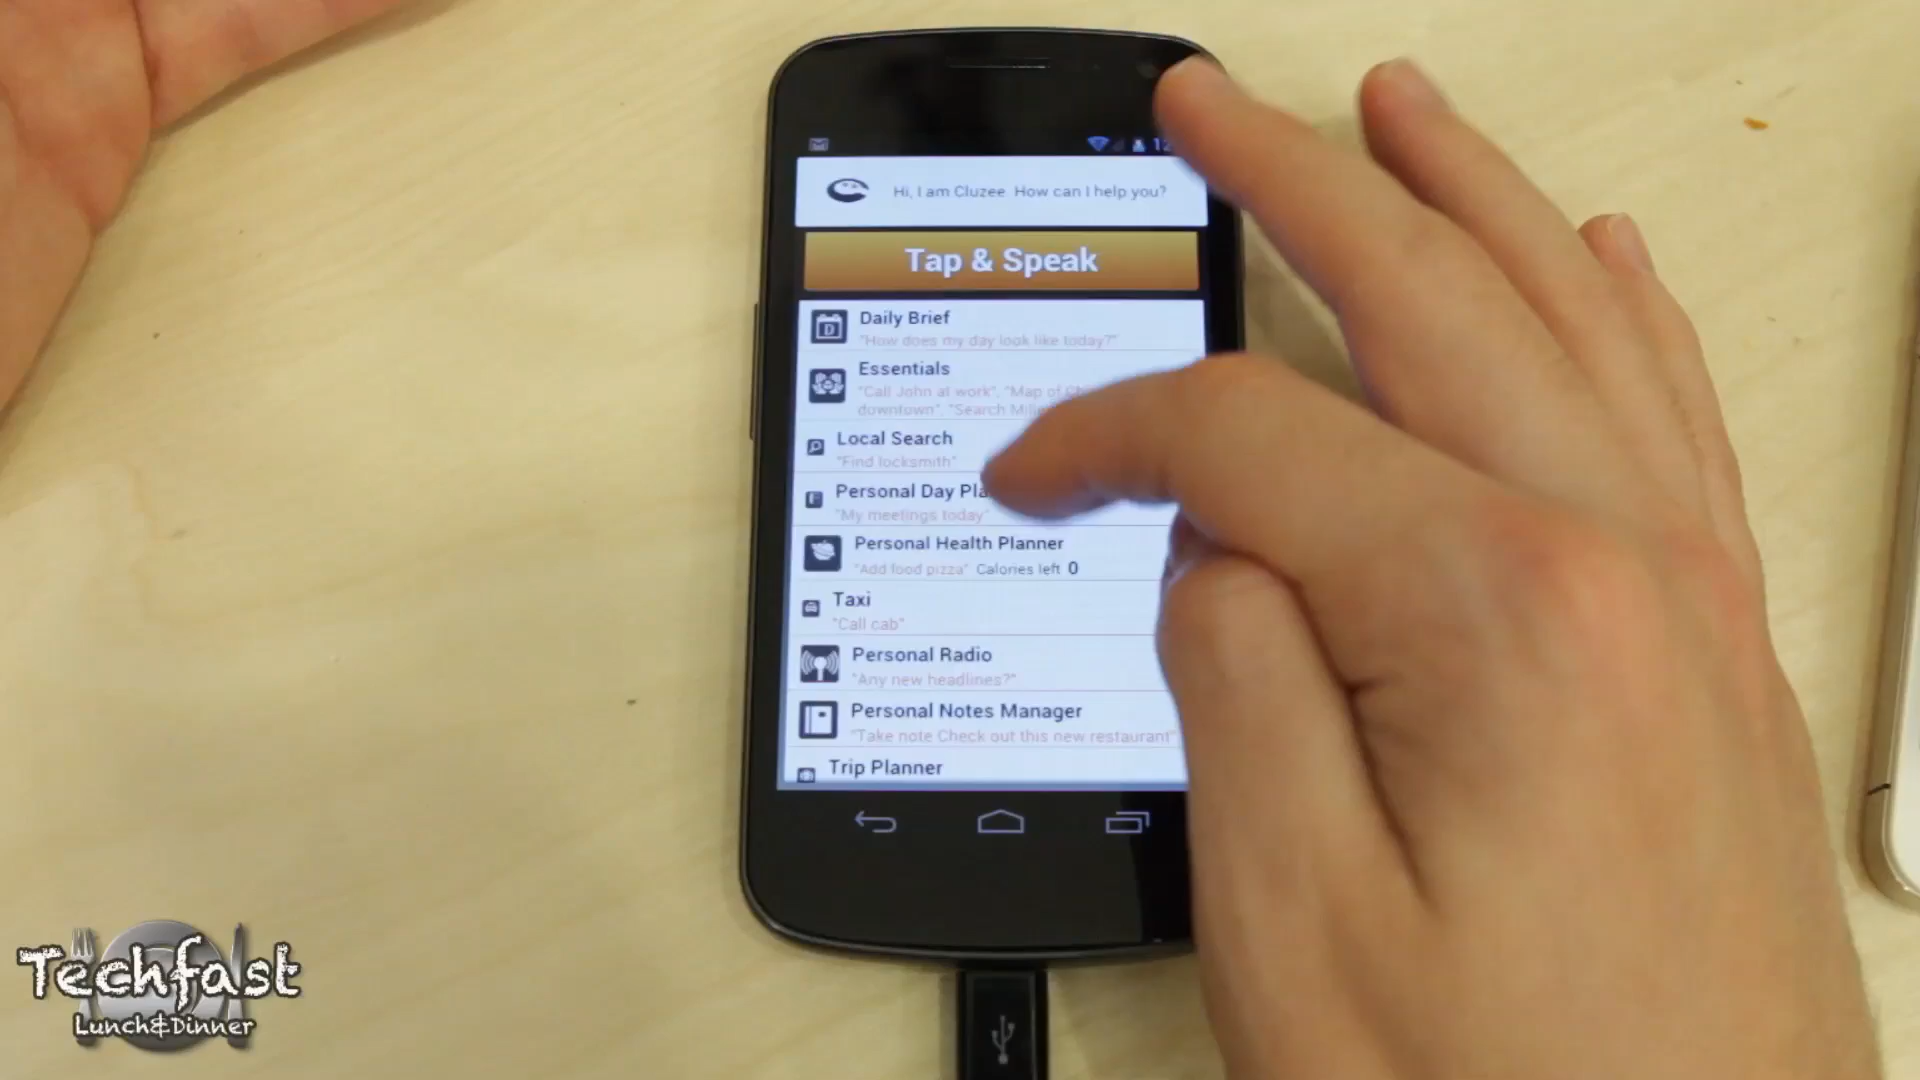 Hi, I am Cluzee How can I help you?
Tap & Speak
Daily Brief
"How does my day look like today?"
Essentials
"Call John at work", "Map of
downtown", "Search
Local Search
"Find locksmith"
Personal Day
"My meetings today"
Personal Health Planner
"Add food pizza" Calories left 0
Taxi
"Call cab"
Personal Radio
"Any new headlines?"
Personal Notes Manager
"Take note Check out this new restaurant"
Trip Planner
Techfast
Lunch&Dinner